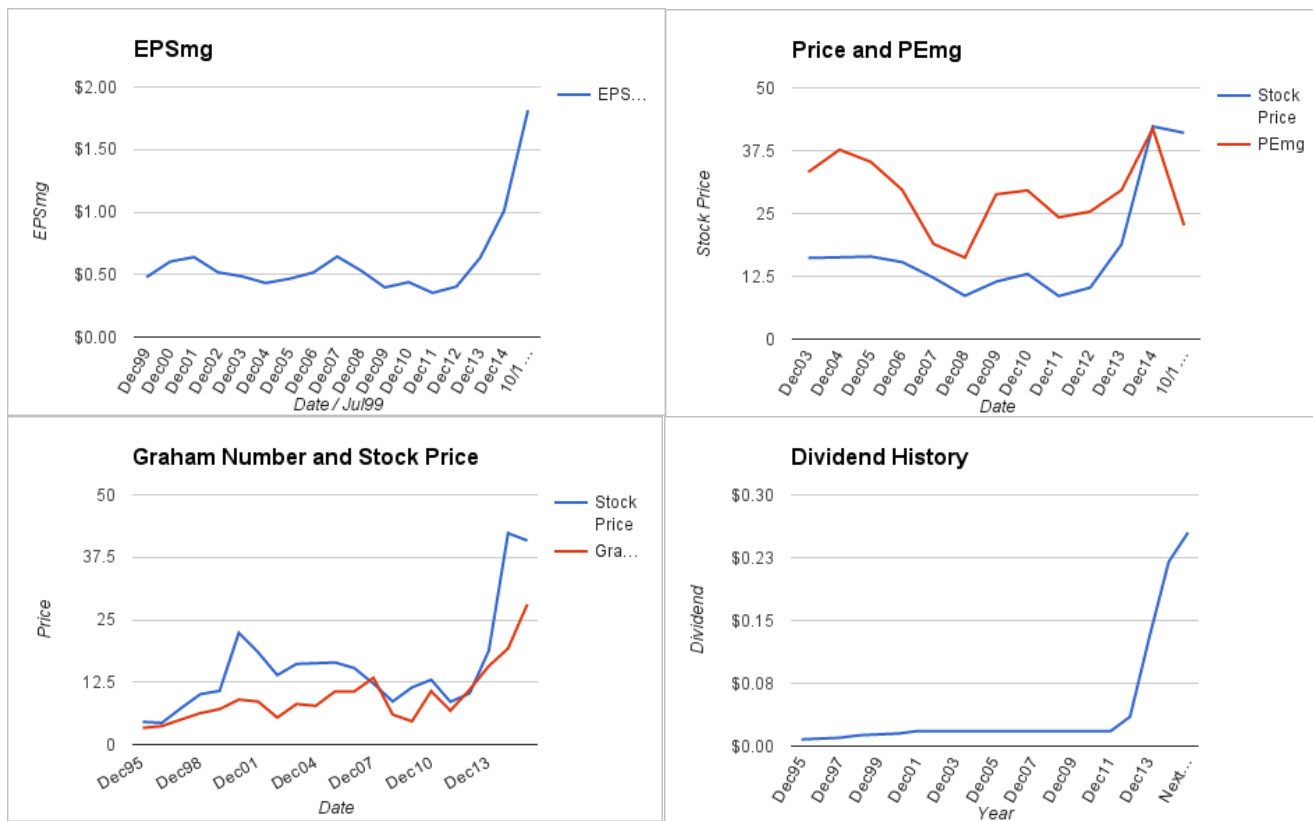 EPSmg
$2.00
$1.50
$1.00
$0.50
$0.00
EPSmg
EPS...
Dec99
Dec00
Dec01
Dec02
Dec03
Dec04
Dec05
Dec06
Dec07
Dec08
Dec09
Dec10
Dec11
Dec12
Dec13
Dec14
10/1 ...
Date / Jul99
Price and PEmg
50
37.5
25
12.5
0
Stock Price
Stock
Price
PEmg
Dec03
Dec04
Dec05
Dec06
Dec07
Dec08
Dec09
Dec10
Dec11
Dec12
Dec13
Dec14
10/1 ...
Date
Graham Number and Stock Price
50
37.5
25
12.5
0
Price
Stock
Price
Gra...
Dec95
Dec98
Dec01
Dec04
Dec07
Dec10
Dec13
Date
Dividend History
$0.30
$0.23
$0.15
$0.08
$0.00
Dividend
Dec95
Dec97
Dec99
Dec01
Dec03
Dec05
Dec07
Dec09
Dec11
Dec13
Next...
Year